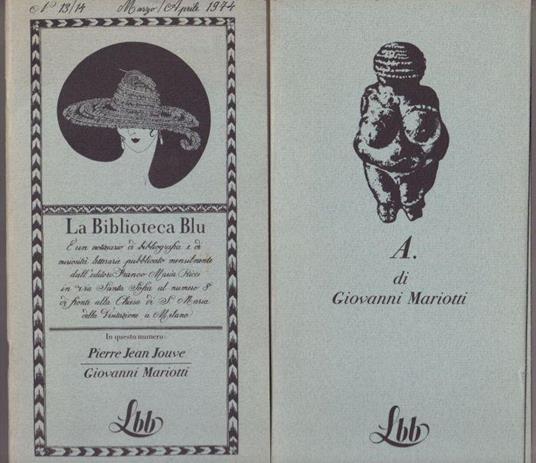 N 13/14 Marzo/Aprile 1974
La Biblioteca Blu
È un notiziario di bibliografia e di
curiosità letterarie pubblicato mensilmente
dall'editore Franco Maria Ricci
in via Santa Sofia al numero 8
di fronte alla Chiesa di S. Maria
della Visitazione a Milano
In questo numero:
Pierre Jean Jouve
Giovanni Mariotti
Lbb
A.
di
Giovanni Mariotti
Lbb